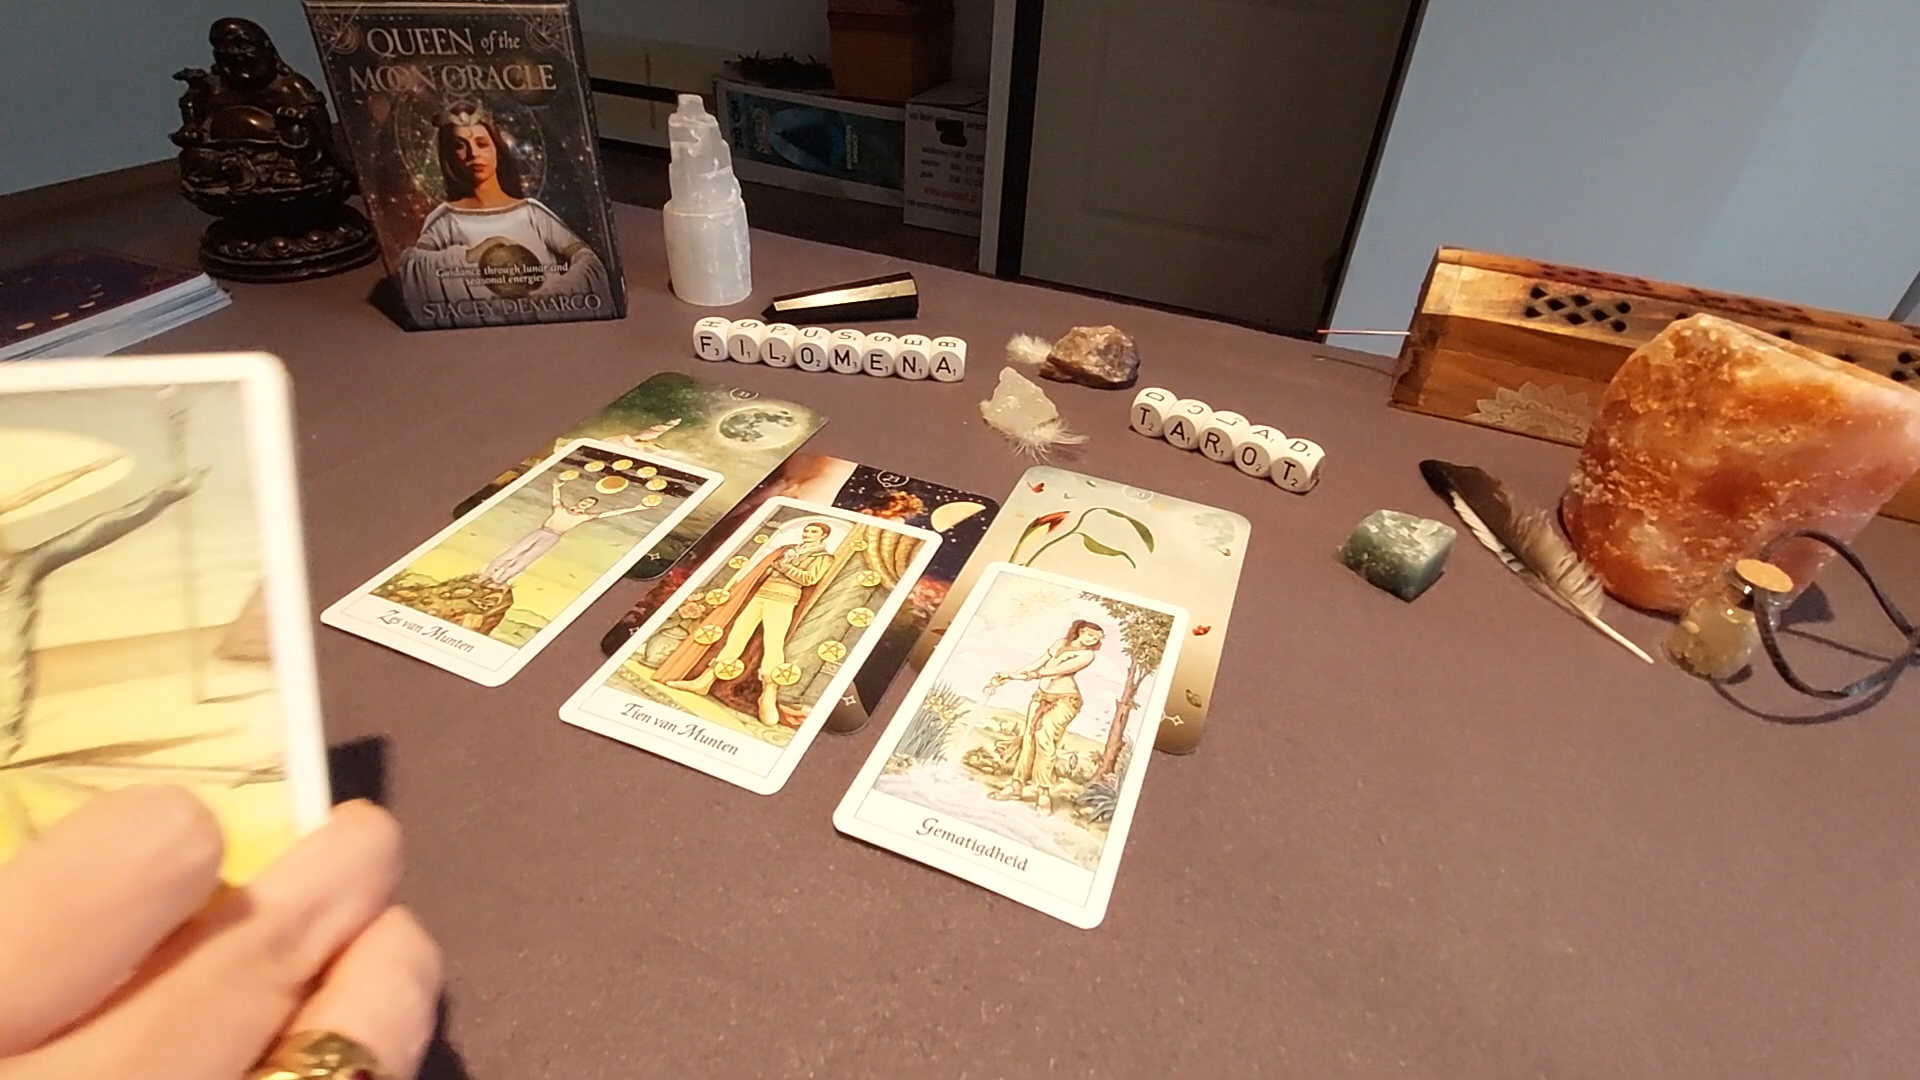 QUEEN of the
MOON ORACLE
Guidance through lunar and
seasonal energies
STACEY DEMARCO
FILOMENA
TAROT
Zes van Munten
Tien van Munten
Gematigdheid